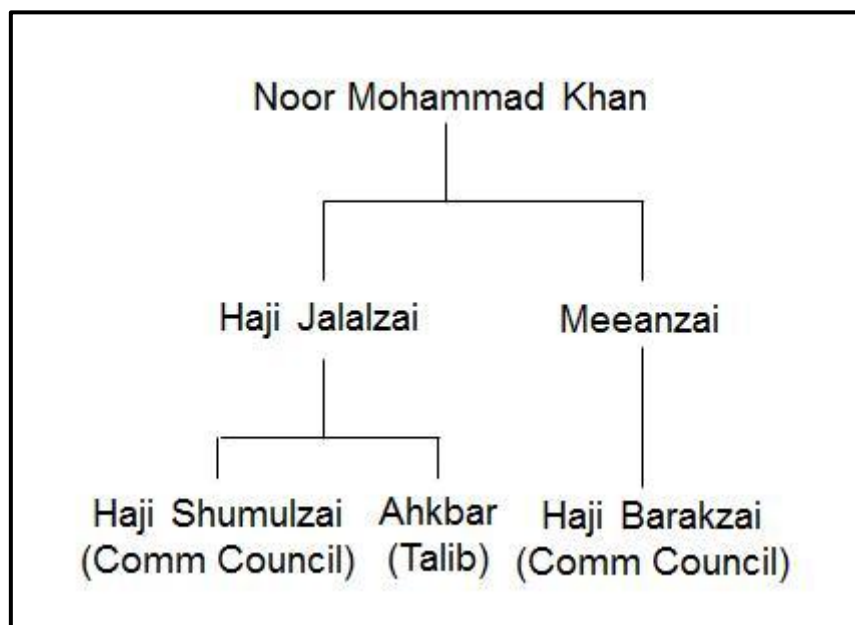 Noor Mohammad Khan
Haji Jalalzai
Meeanzai
Haji Shumulzai
(Comm Council)
Ahkbar
(Talib)
Haji Barakzai
(Comm Council)